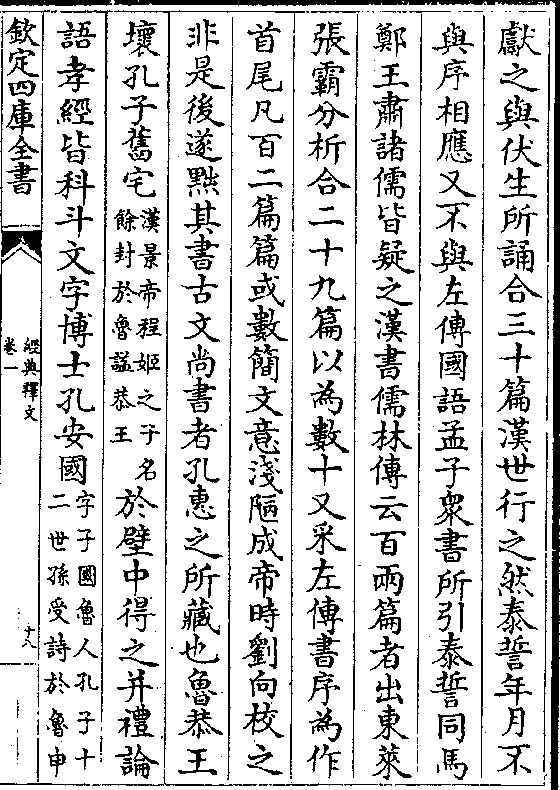 獻之與伏生所誦合三十篇漢世行之然泰誓年月不
與序相應又不與左傳國語孟子衆書所引泰誓同馬
鄭王肅諸儒皆疑之漢書儒林傳云百兩篇者出東萊
張霸分析合二十九篇以為數十又采左傳書序為作
首尾凡百二篇篇或數簡文意淺陋成帝時劉向校之
非是後遂黜其書古文尚書者孔惠之所藏也魯恭王
壞孔子舊宅漢景帝程姬之子名餘封於魯諡恭王於壁中得之并禮論
語孝經皆科斗文字博士孔安國字子國魯人孔子十二世孫受詩於魯申
欽定四庫全書
經典釋文
卷一
十八